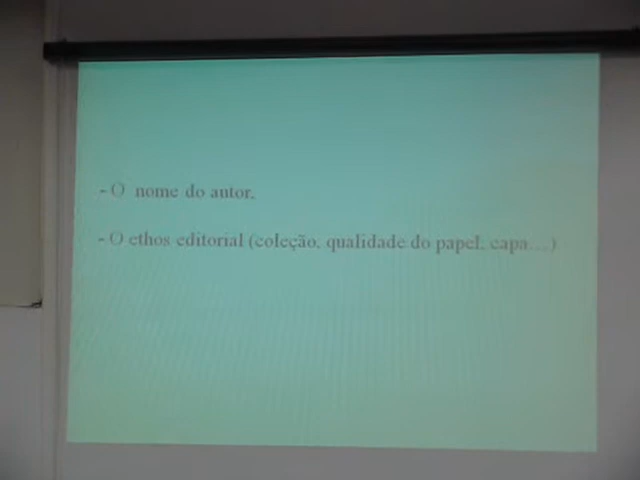 - O nome do autor.
- O ethos editorial (coleção, qualidade do papel, capa....)